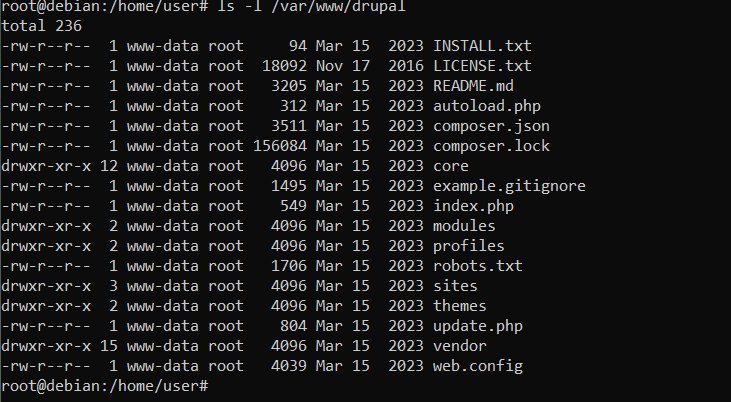 root@debian:/home/user# ls -l /var/www/drupal
total 236
-rw-r--r--  1 www-data root     94 Mar 15  2023 INSTALL.txt
-rw-r--r--  1 www-data root  18092 Nov 17  2016 LICENSE.txt
-rw-r--r--  1 www-data root   3205 Mar 15  2023 README.md
-rw-r--r--  1 www-data root    312 Mar 15  2023 autoload.php
-rw-r--r--  1 www-data root   3511 Mar 15  2023 composer.json
-rw-r--r--  1 www-data root 156084 Mar 15  2023 composer.lock
drwxr-xr-x 12 www-data root   4096 Mar 15  2023 core
-rw-r--r--  1 www-data root   1495 Mar 15  2023 example.gitignore
-rw-r--r--  1 www-data root    549 Mar 15  2023 index.php
drwxr-xr-x  2 www-data root   4096 Mar 15  2023 modules
drwxr-xr-x  2 www-data root   4096 Mar 15  2023 profiles
-rw-r--r--  1 www-data root   1706 Mar 15  2023 robots.txt
drwxr-xr-x  3 www-data root   4096 Mar 15  2023 sites
drwxr-xr-x  2 www-data root   4096 Mar 15  2023 themes
-rw-r--r--  1 www-data root    804 Mar 15  2023 update.php
drwxr-xr-x 15 www-data root   4096 Mar 15  2023 vendor
-rw-r--r--  1 www-data root   4039 Mar 15  2023 web.config
root@debian:/home/user#